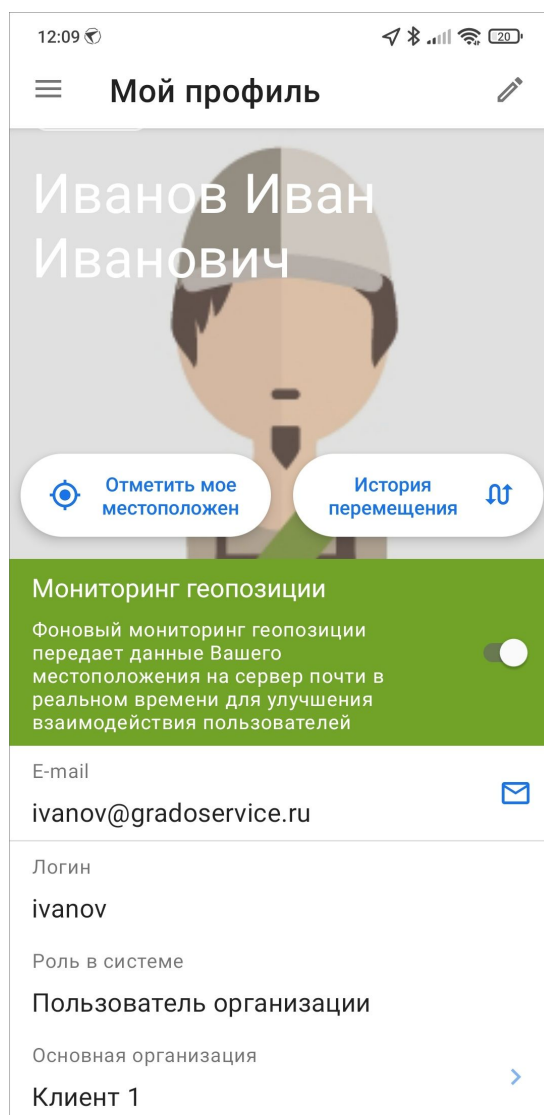 12:09
20
Мой профиль
Иванов Иван
Иванович
Отметить мое
местоположен
История
перемещения
Мониторинг геопозиции
Фоновый мониторинг геопозиции
передает данные Вашего
местоположения на сервер почти в
реальном времени для улучшения
взаимодействия пользователей
E-mail
ivanov@gradoservice.ru
Логин
ivanov
Роль в системе
Пользователь организации
Основная организация
Клиент 1